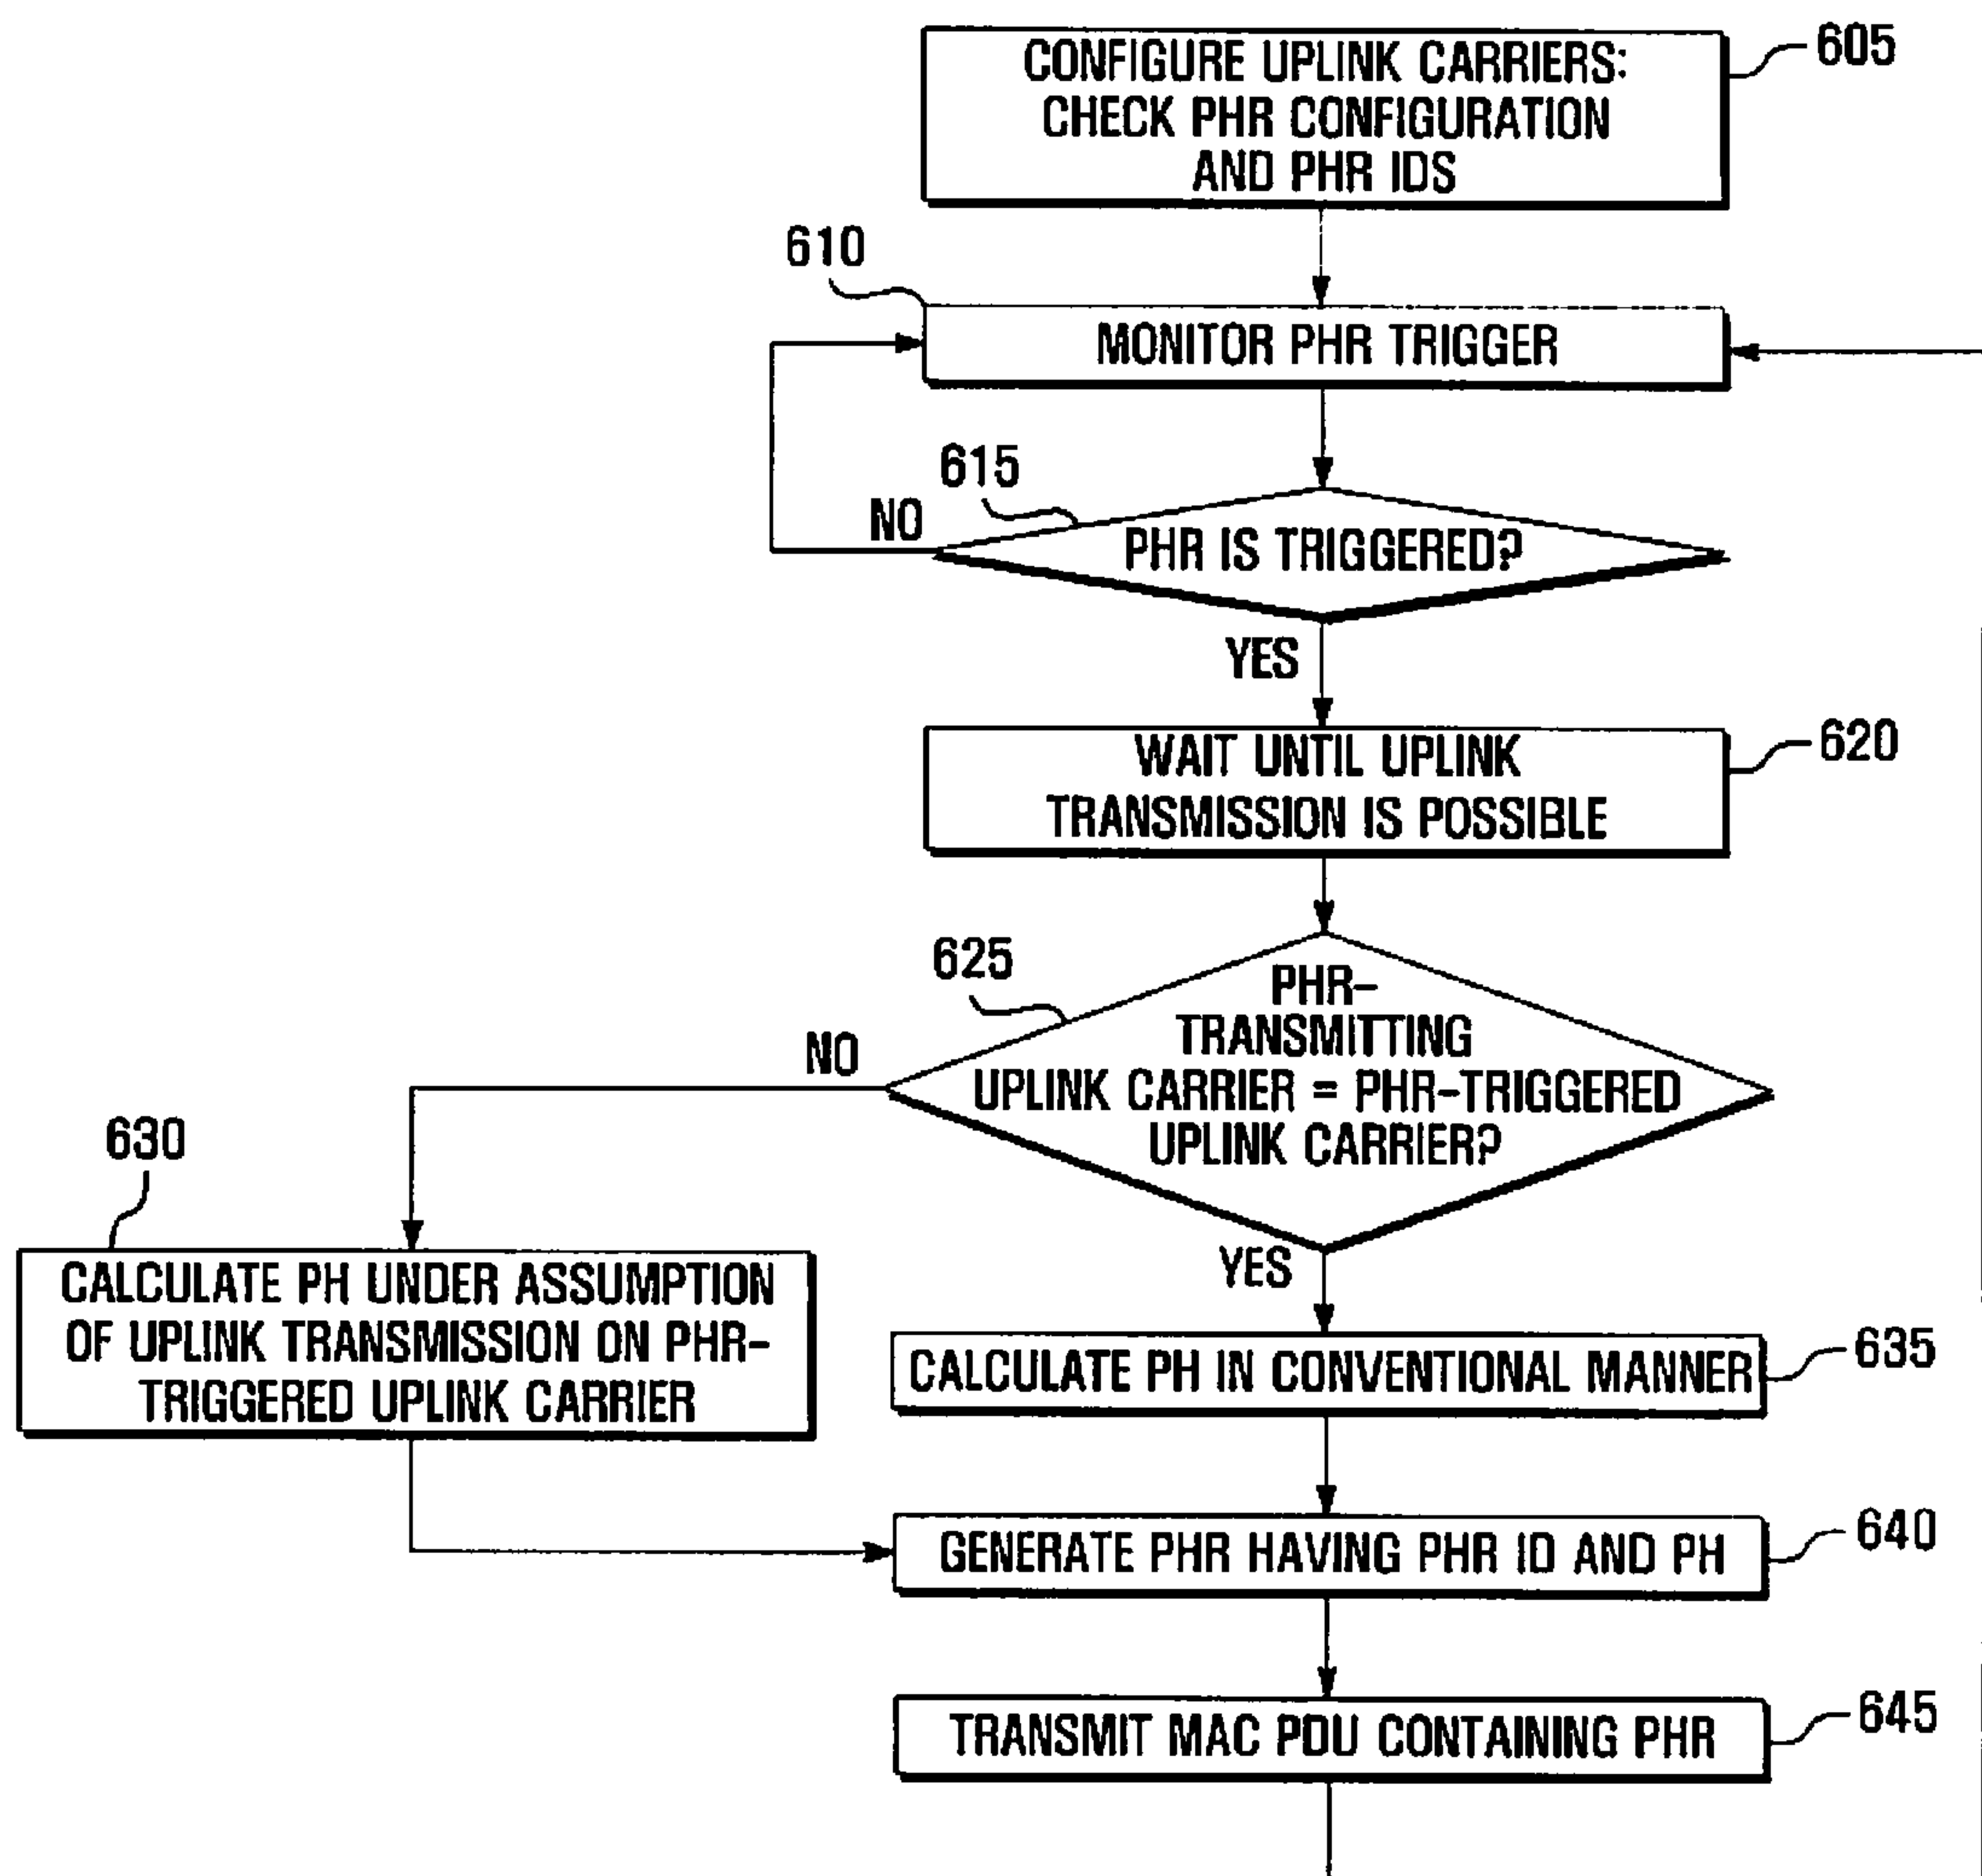 CONFIGURE UPLINK CARRIERS:
CHECK PHR CONFIGURATION
AND PHR IDS
605
610
MONITOR PHR TRIGGER
615
NO
PHR IS TRIGGERED?
YES
WAIT UNTIL UPLINK
TRANSMISSION IS POSSIBLE
620
625
PHR-
TRANSMITTING
UPLINK CARRIER = PHR-TRIGGERED
UPLINK CARRIER?
NO
YES
630
CALCULATE PH UNDER ASSUMPTION
OF UPLINK TRANSMISSION ON PHR-
TRIGGERED UPLINK CARRIER
CALCULATE PH IN CONVENTIONAL MANNER
635
GENERATE PHR HAVING PHR ID AND PH
640
TRANSMIT MAC PDU CONTAINING PHR
645